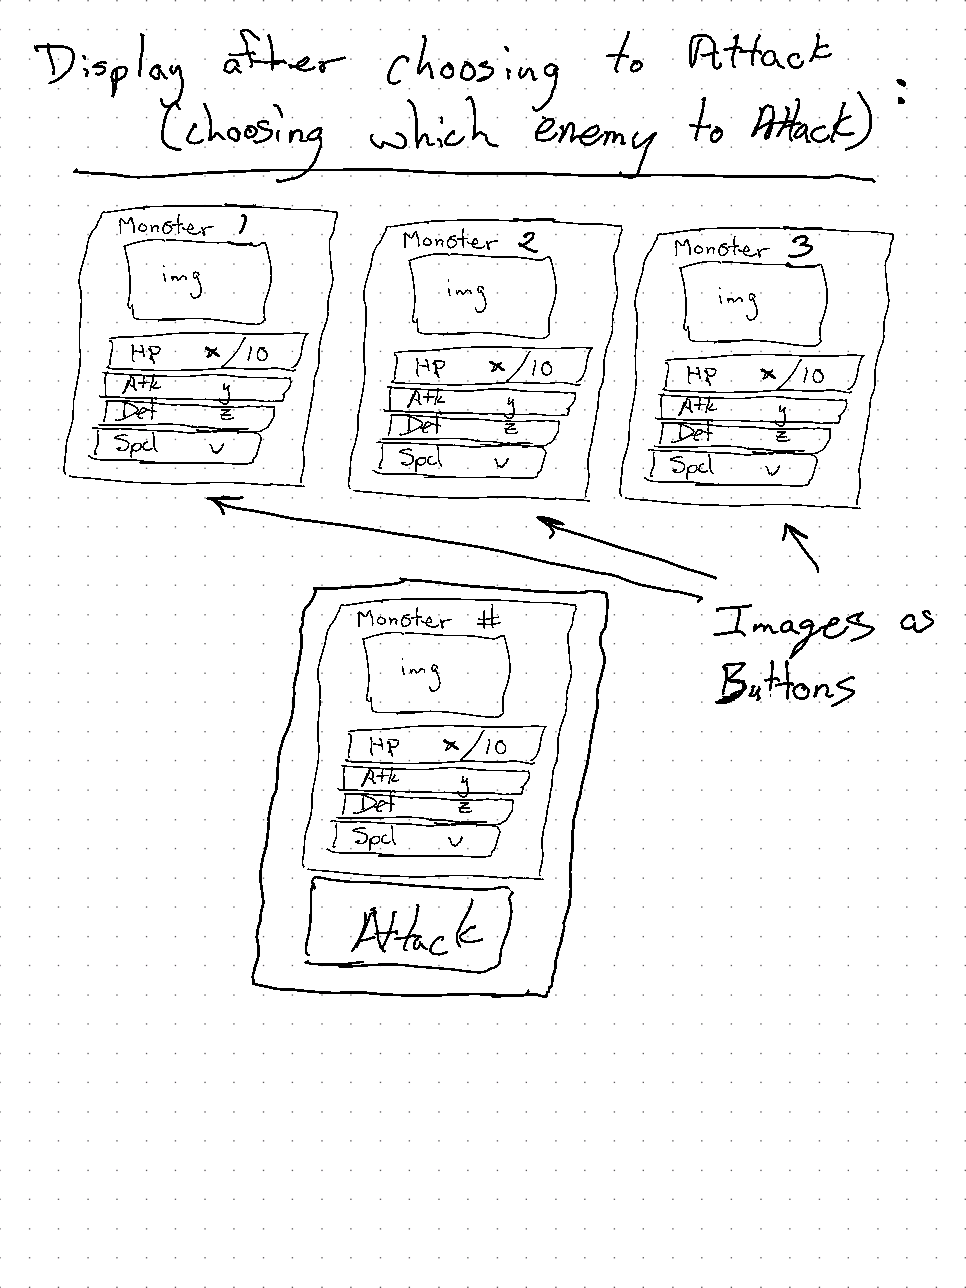 Display after choosing to Attack
(choosing which enemy to Attack) :
Monster 1
img
HP x/10
Atk y
Def z
Spcl v
Monster 2
img
HP x/10
Atk y
Def z
Spcl v
Monster 3
img
HP x/10
Atk y
Def z
Spcl v
Images as
Buttons
Monster #
img
HP x/10
Atk y
Def z
Spcl v
Attack